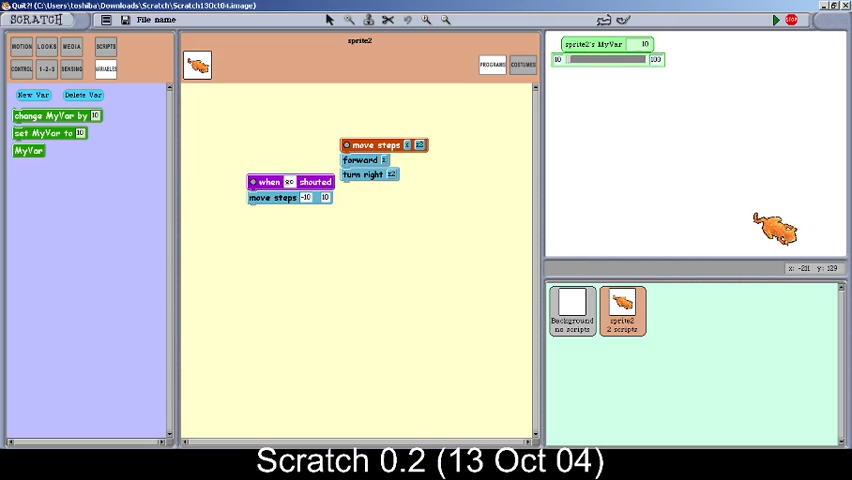 Quit?! (C:\Users\toshiba\Downloads\Scratch\Scratch13Oct04.image)
SCRATCH
File name
MOTION
LOOKS
MEDIA
SCRIPTS
CONTROL
1-2-3
SENSING
VARIABLES
New Var
Delete Var
change MyVar by 10
set MyVar to 10
MyVar
sprite2
PROGRAMS
COSTUMES
move steps
forward
turn right
when go shouted
move steps -10 10
sprite2's MyVar 10
10
100
x: -211 y: 129
Background
no scripts
sprite2
2 scripts
Scratch 0.2 (13 Oct 04)